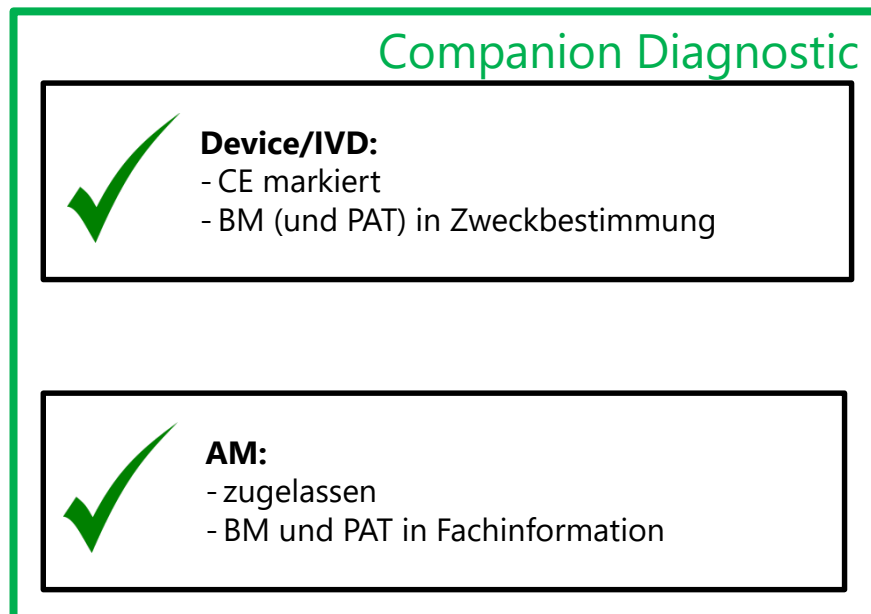 Companion Diagnostic
Device/IVD:
- CE markiert
- BM (und PAT) in Zweckbestimmung
AM:
- zugelassen
- BM und PAT in Fachinformation